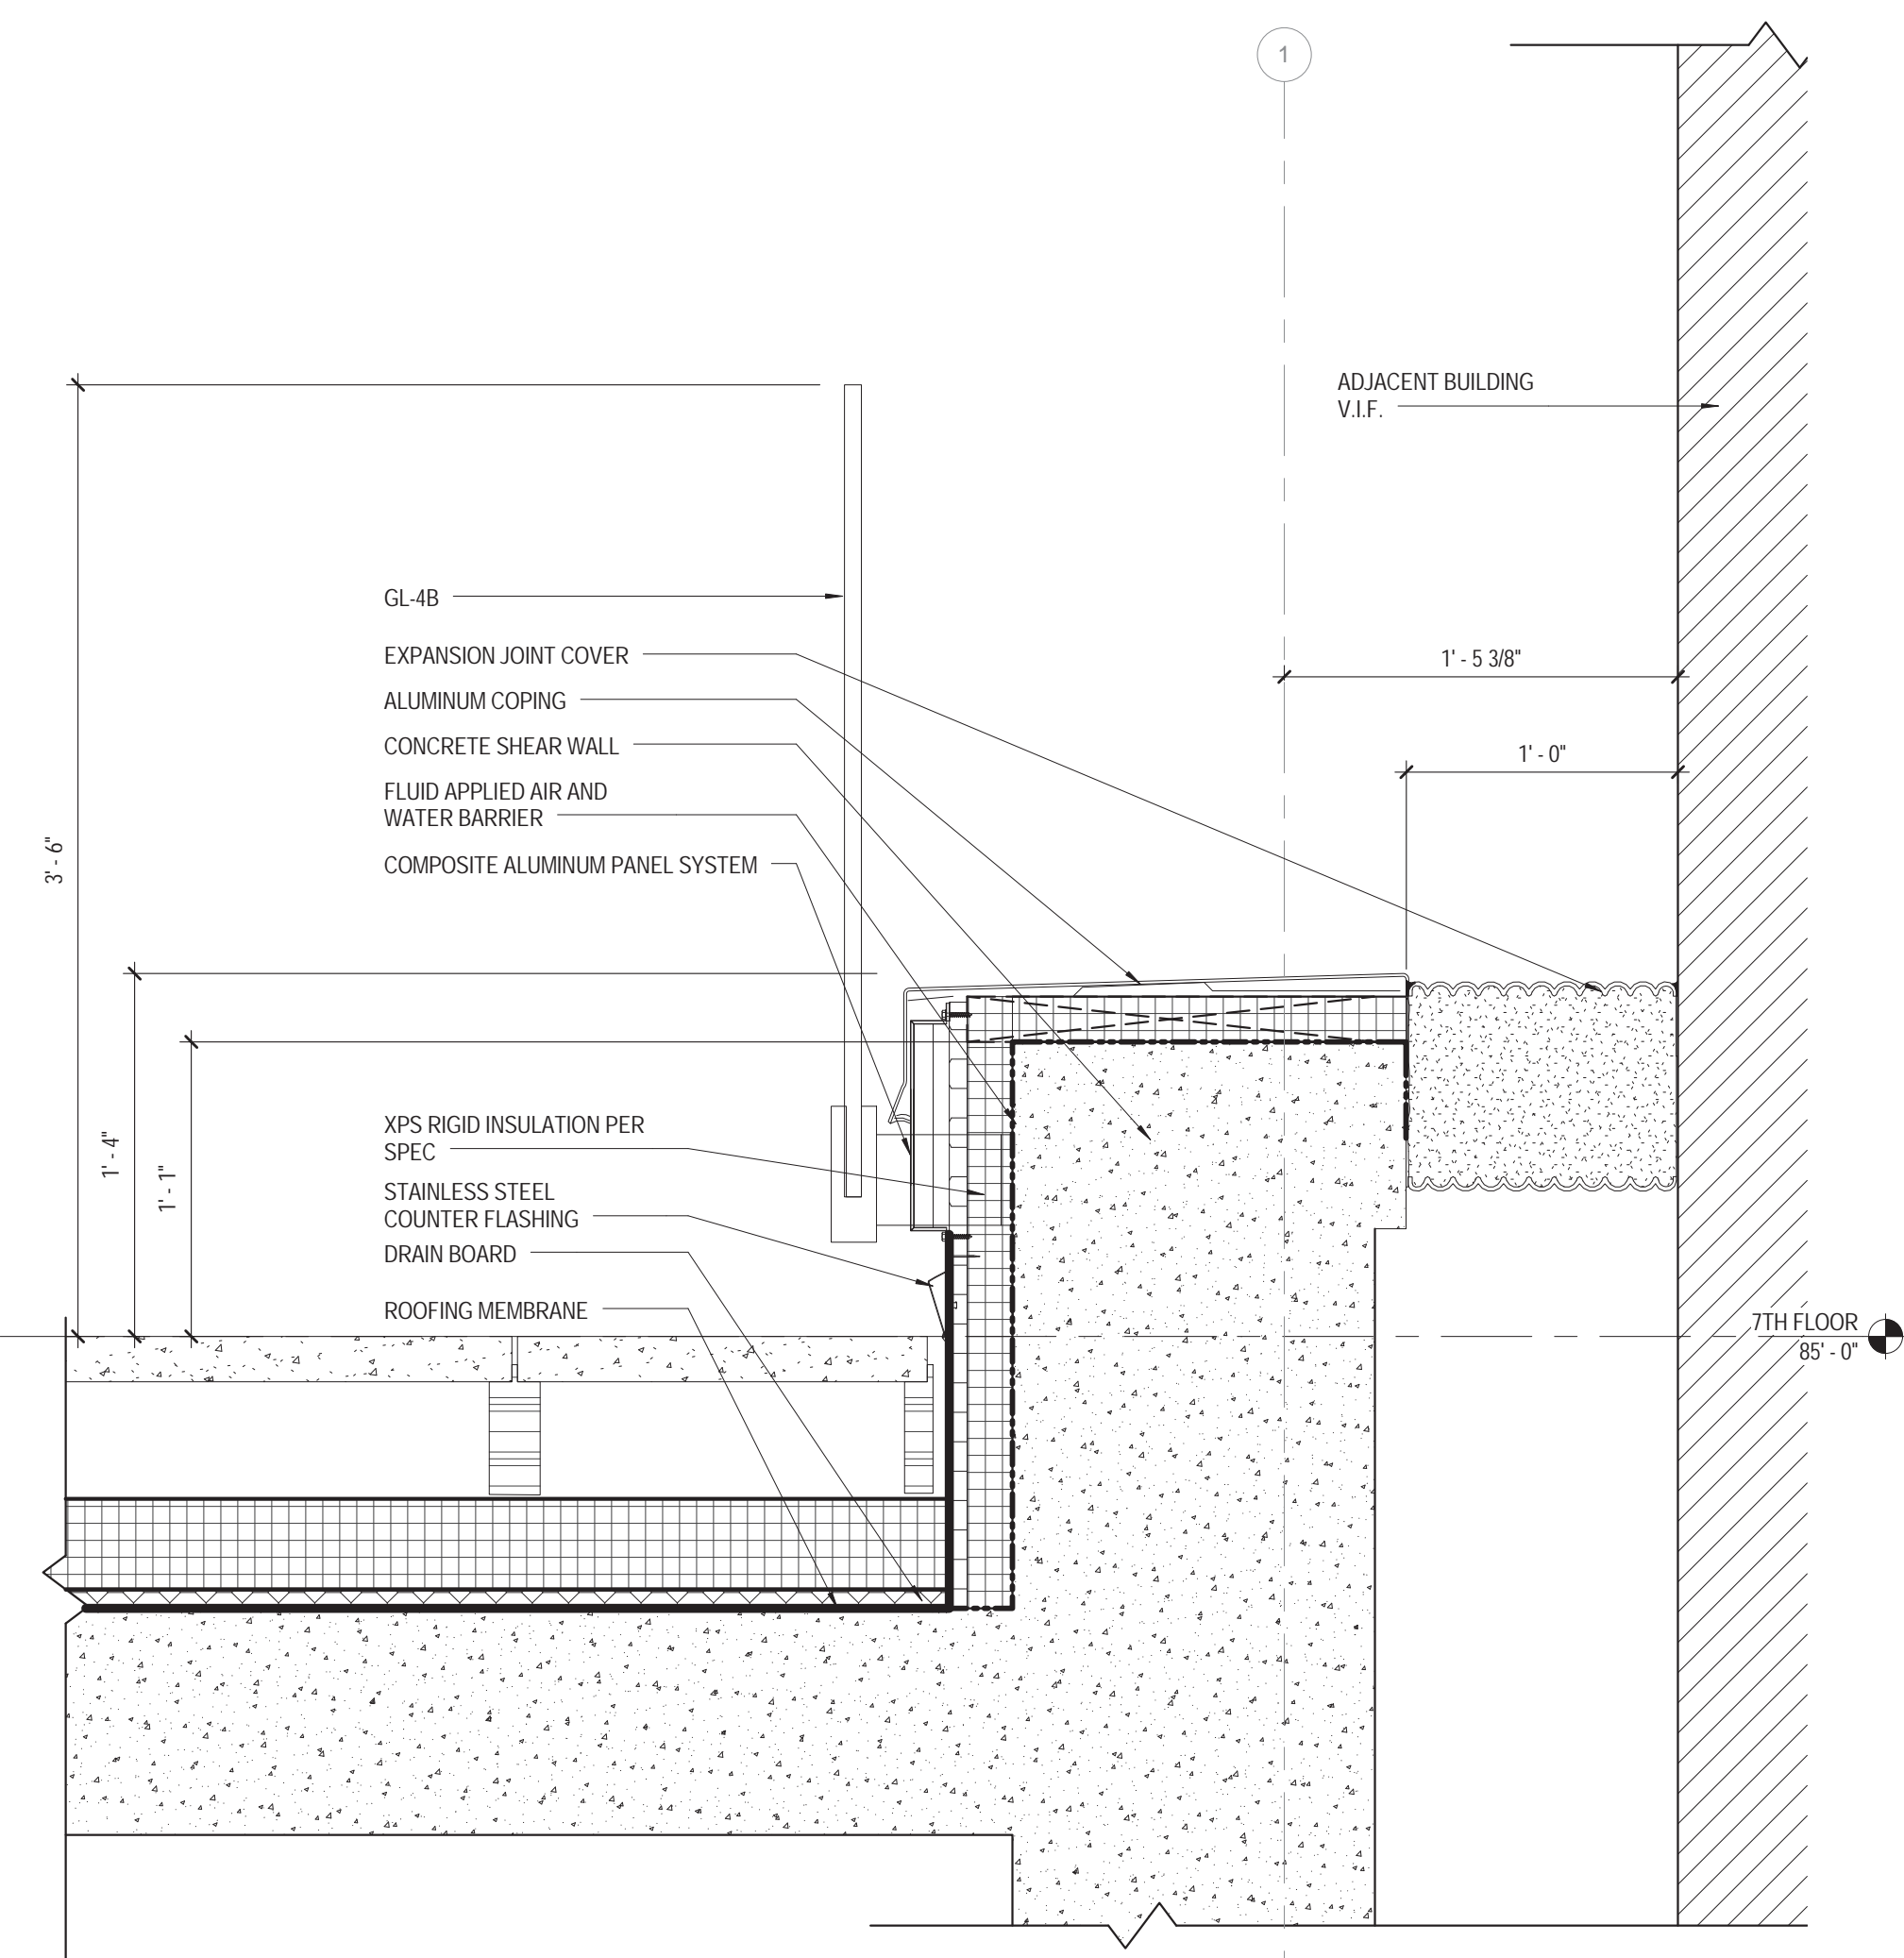 1
ADJACENT BUILDING
V.I.F.
GL-4B
EXPANSION JOINT COVER
1' - 5 3/8"
ALUMINUM COPING
CONCRETE SHEAR WALL
1' - 0"
FLUID APPLIED AIR AND
WATER BARRIER
3' - 6"
COMPOSITE ALUMINUM PANEL SYSTEM
XPS RIGID INSULATION PER
SPEC
1' - 4"
1' - 1"
STAINLESS STEEL
COUNTER FLASHING
DRAIN BOARD
ROOFING MEMBRANE
7TH FLOOR
85' - 0"